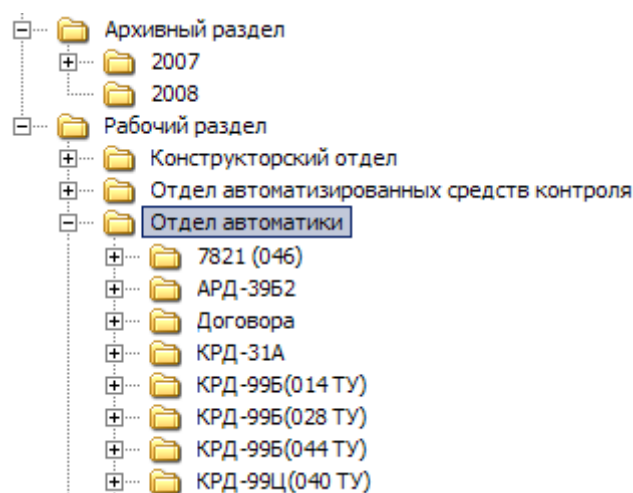 Архивный раздел
2007
2008
Рабочий раздел
Конструкторский отдел
Отдел автоматизированных средств контроля
Отдел автоматики
7821 (046)
АРД-39Б2
Договора
КРД-31А
КРД-99Б(014 ТУ)
КРД-99Б(028 ТУ)
КРД-99Б(044 ТУ)
КРД-99Ц(040 ТУ)